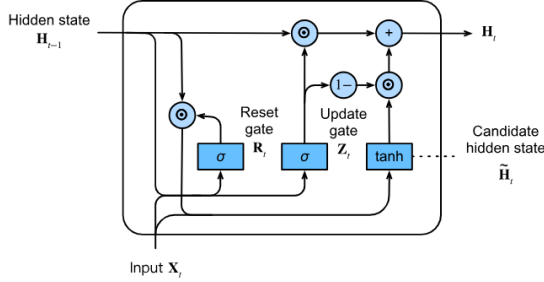 Hidden state
H_{t−1}
⊙
+
H_t
1−
⊙
⊙
Reset
gate
R_t
Update
gate
Z_t
σ
σ
tanh
Candidate
hidden state
H̃_t
Input X_t